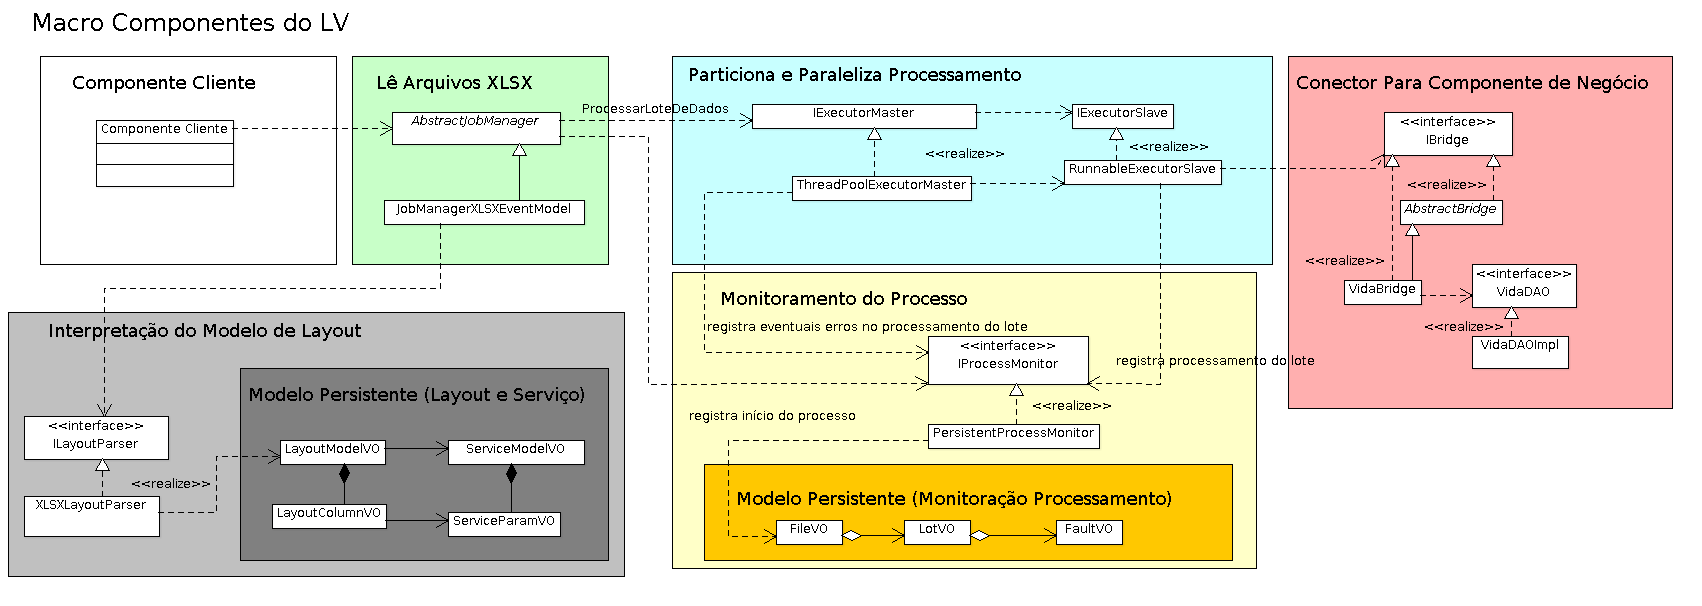 Macro Componentes do LV
Componente Cliente
Componente Cliente
Lê Arquivos XLSX
AbstractJobManager
JobManagerXLSXEventModel
ProcessarLoteDeDados
Particiona e Paraleliza Processamento
IExecutorMaster
IExecutorSlave
<<realize>>
<<realize>>
ThreadPoolExecutorMaster
RunnableExecutorSlave
Conector Para Componente de Negócio
<<interface>>
IBridge
<<realize>>
AbstractBridge
<<realize>>
VidaBridge
<<interface>>
VidaDAO
<<realize>>
VidaDAOImpl
Monitoramento do Processo
registra eventuais erros no processamento do lote
<<interface>>
IProcessMonitor
registra processamento do lote
<<realize>>
registra início do processo
PersistentProcessMonitor
Modelo Persistente (Monitoração Processamento)
FileVO
LotVO
FaultVO
Interpretação do Modelo de Layout
<<interface>>
ILayoutParser
<<realize>>
XLSXLayoutParser
Modelo Persistente (Layout e Serviço)
LayoutModelVO
ServiceModelVO
LayoutColumnVO
ServiceParamVO